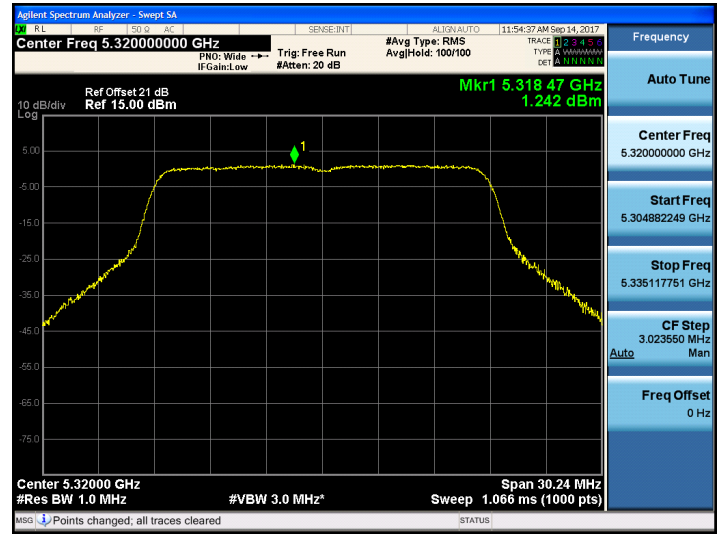 Agilent Spectrum Analyzer - Swept SA
LXI RL RF 50 Ω AC SENSE:INT ALIGNAUTO 11:54:37 AM Sep 14, 2017
Center Freq 5.320000000 GHz #Avg Type: RMS TRACE 1 2 3 4 5 6
PNO: Wide Trig: Free Run Avg|Hold: 100/100 TYPE A WWWWW
IFGain:Low #Atten: 20 dB DET A N N N N N
Mkr1 5.318 47 GHz
1.242 dBm
Ref Offset 21 dB
10 dB/div Ref 15.00 dBm
Log
1
5.00
-5.00
-15.0
-25.0
-35.0
-45.0
-55.0
-65.0
-75.0
Center 5.32000 GHz Span 30.24 MHz
#Res BW 1.0 MHz #VBW 3.0 MHz* Sweep 1.066 ms (1000 pts)
MSG Points changed; all traces cleared STATUS
Frequency
Auto Tune
Center Freq
5.320000000 GHz
Start Freq
5.304882249 GHz
Stop Freq
5.335117751 GHz
CF Step
3.023550 MHz
Auto Man
Freq Offset
0 Hz